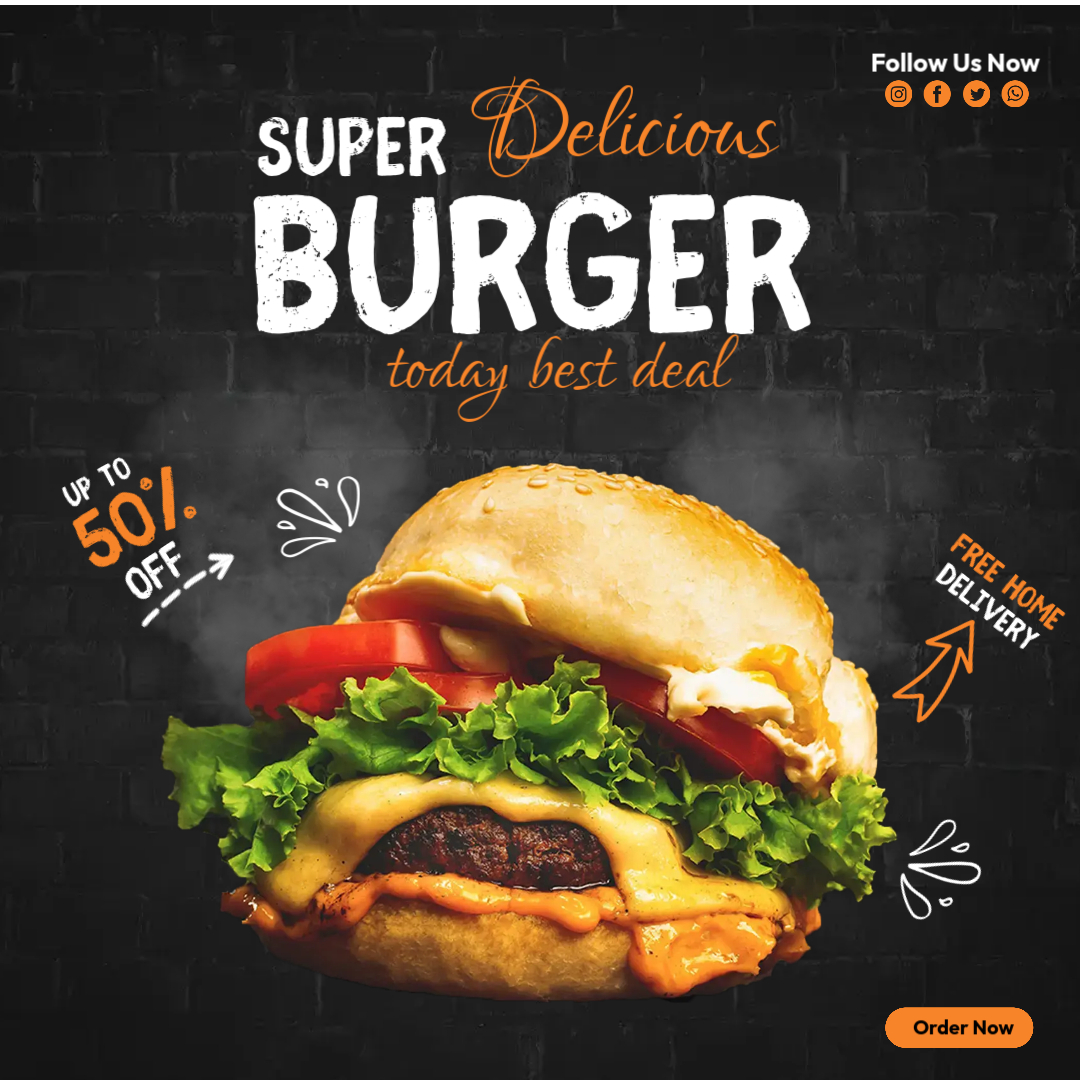 Follow Us Now
SUPER Delicious
BURGER
today best deal
UP TO
50%
OFF
FREE HOME
DELIVERY
Order Now